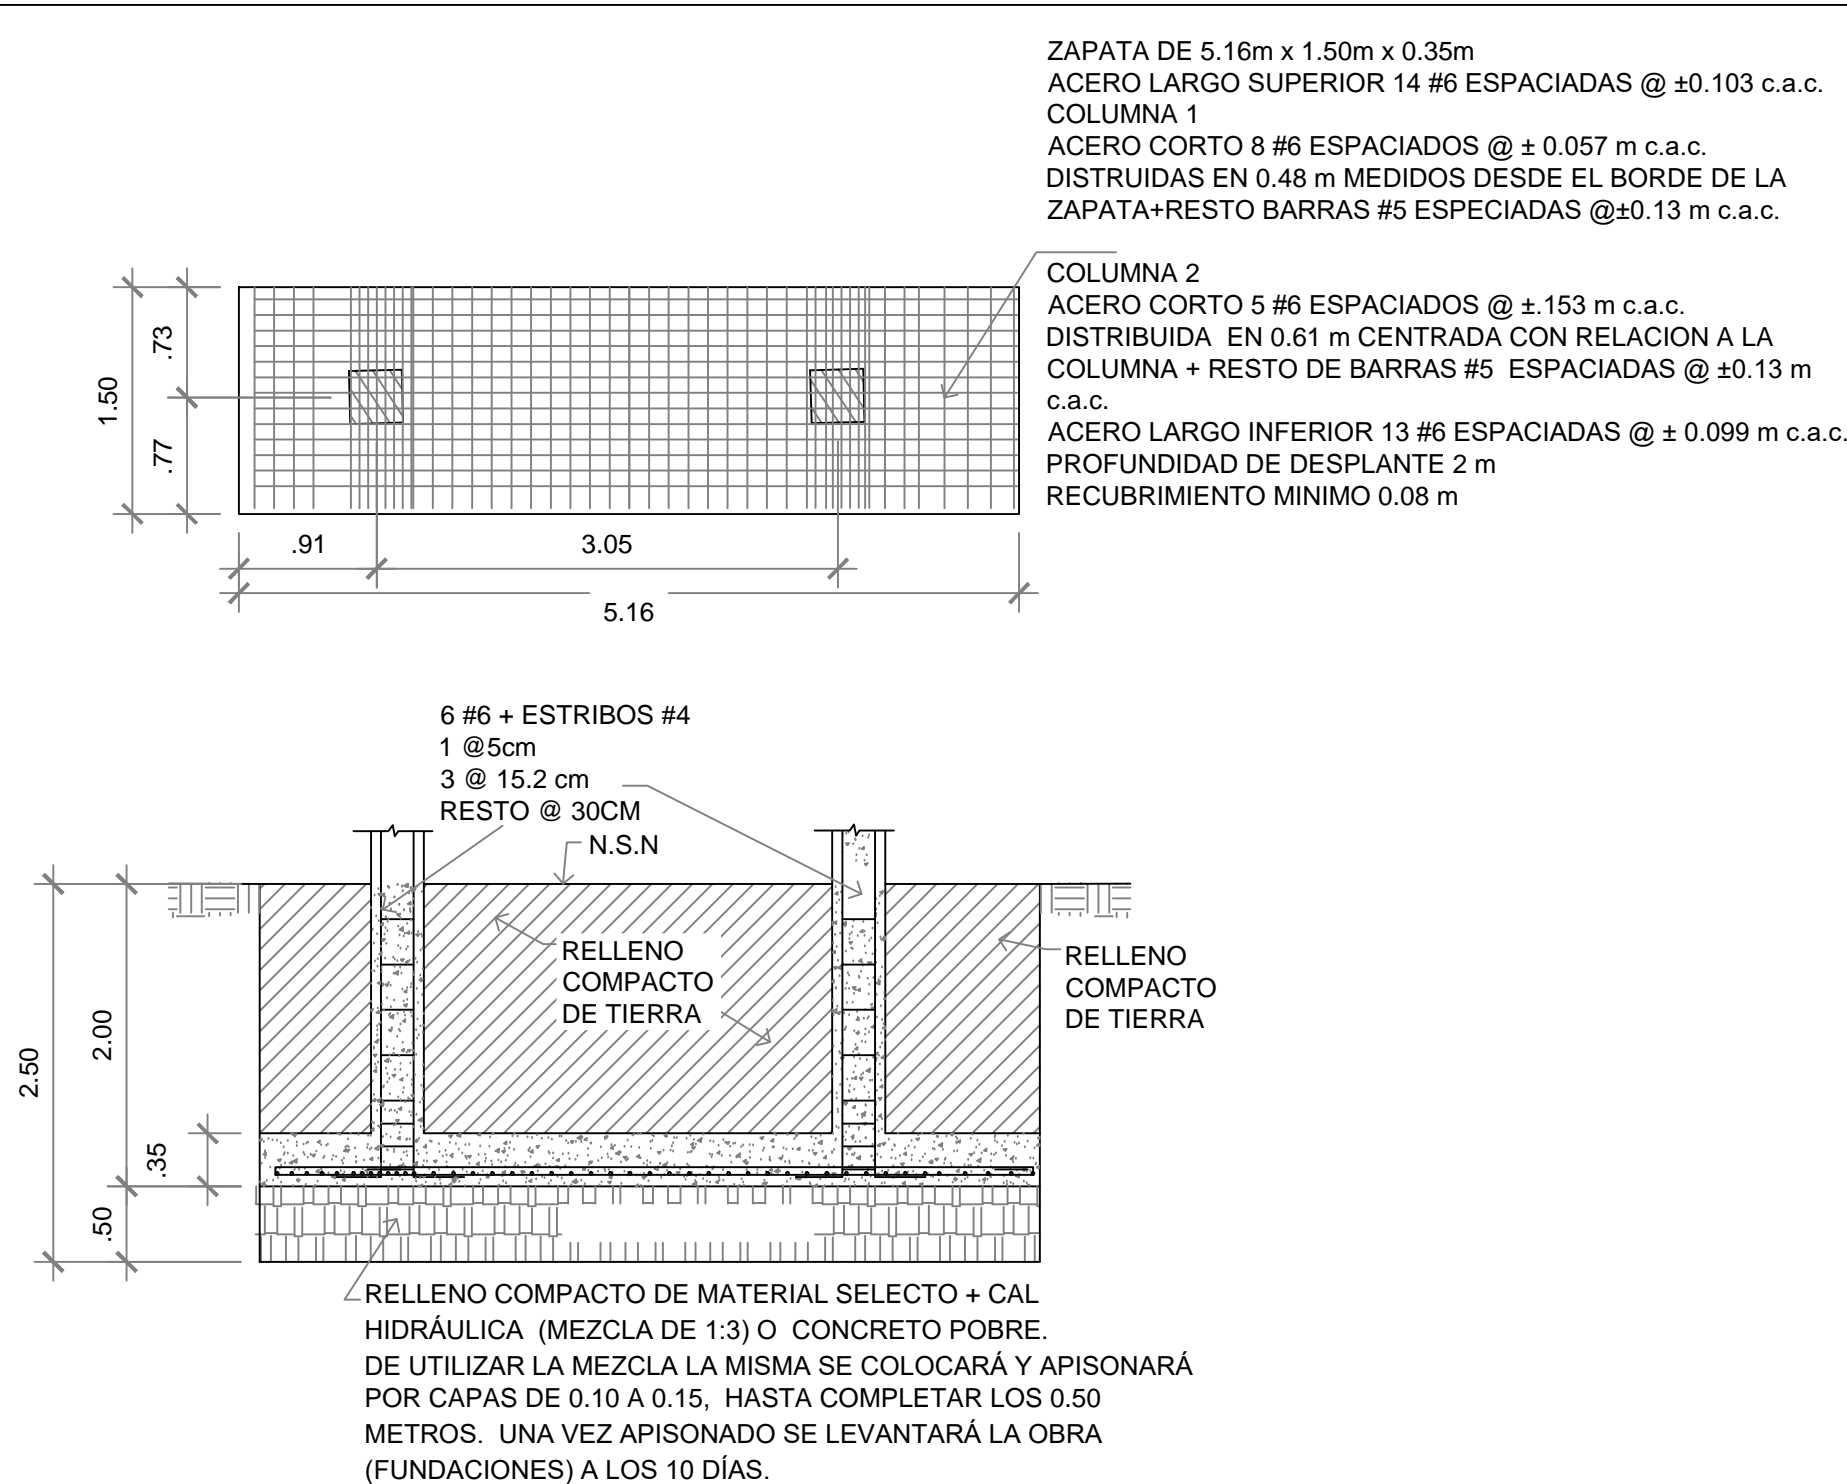 ZAPATA DE 5.16m x 1.50m x 0.35m
ACERO LARGO SUPERIOR 14 #6 ESPACIADAS @ ±0.103 c.a.c.
COLUMNA 1
ACERO CORTO 8 #6 ESPACIADOS @ ± 0.057 m c.a.c.
DISTRUIDAS EN 0.48 m MEDIDOS DESDE EL BORDE DE LA
ZAPATA+RESTO BARRAS #5 ESPECIADAS @±0.13 m c.a.c.
COLUMNA 2
ACERO CORTO 5 #6 ESPACIADOS @ ±.153 m c.a.c.
DISTRIBUIDA EN 0.61 m CENTRADA CON RELACION A LA
COLUMNA + RESTO DE BARRAS #5 ESPACIADAS @ ±0.13 m
c.a.c.
ACERO LARGO INFERIOR 13 #6 ESPACIADAS @ ± 0.099 m c.a.c.
PROFUNDIDAD DE DESPLANTE 2 m
RECUBRIMIENTO MINIMO 0.08 m
.73
1.50
.77
.91
3.05
5.16
6 #6 + ESTRIBOS #4
1 @5cm
3 @ 15.2 cm
RESTO @ 30CM
N.S.N
RELLENO
COMPACTO
DE TIERRA
RELLENO
COMPACTO
DE TIERRA
2.50
2.00
.35
.50
RELLENO COMPACTO DE MATERIAL SELECTO + CAL
HIDRÁULICA (MEZCLA DE 1:3) O CONCRETO POBRE.
DE UTILIZAR LA MEZCLA LA MISMA SE COLOCARÁ Y APISONARÁ
POR CAPAS DE 0.10 A 0.15, HASTA COMPLETAR LOS 0.50
METROS. UNA VEZ APISONADO SE LEVANTARÁ LA OBRA
(FUNDACIONES) A LOS 10 DÍAS.